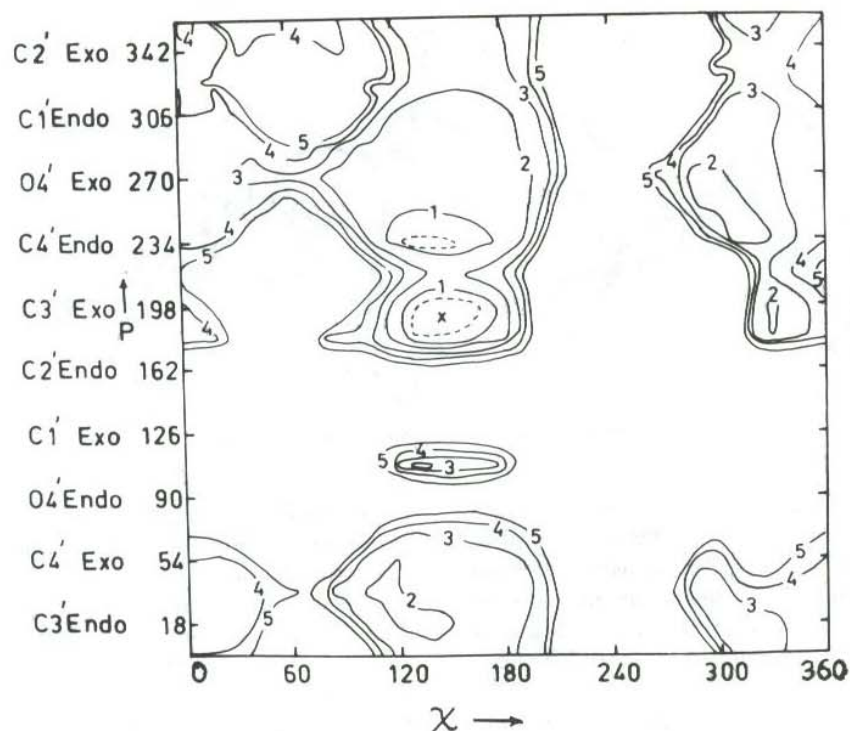 C2' Exo 342
C1'Endo 306
O4' Exo 270
C4'Endo 234
C3' Exo 198
P
C2'Endo 162
C1' Exo 126
O4'Endo 90
C4' Exo 54
C3'Endo 18
0 60 120 180 240 300 360
χ
4 4 5 3 3 4
4 5 4
3 2 5 2
1
4 5 4 5
1 2
4 x
4
5 3
4 5 5
4 3 4
5 2 3